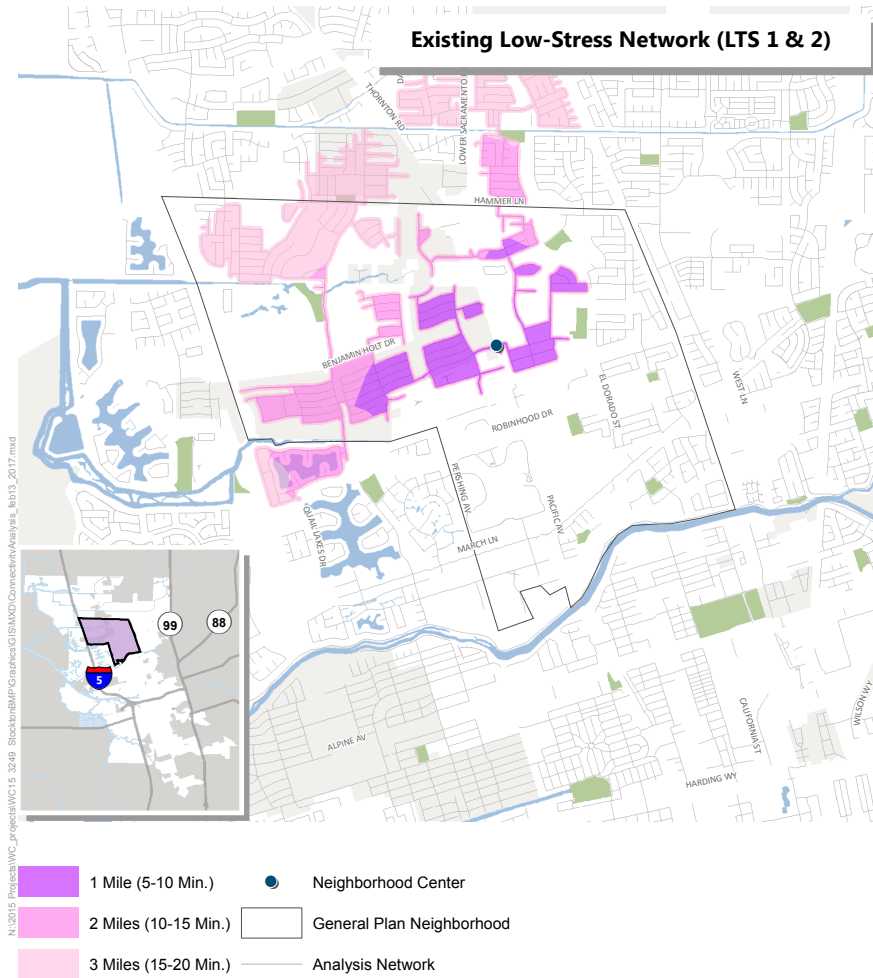 Existing Low-Stress Network (LTS 1 & 2)
THORNTON RD
LOWER SACRAMENTO
HAMMER LN
BENJAMIN HOLT DR
EL DORADO ST
WEST LN
ROBINHOOD DR
PERSHING AV
PACIFIC AV
QUAIL LAKES DR
MARCH LN
99
88
5
ALPINE AV
CALIFORNIA ST
WILSON WY
HARDING WY
N:\2015 Projects\WC_projects\WC15_3249_StocktonBMP\Graphics\GIS\MXD\ConnectivityAnalysis_feb13_2017.mxd
1 Mile (5-10 Min.)
Neighborhood Center
2 Miles (10-15 Min.)
General Plan Neighborhood
3 Miles (15-20 Min.)
Analysis Network